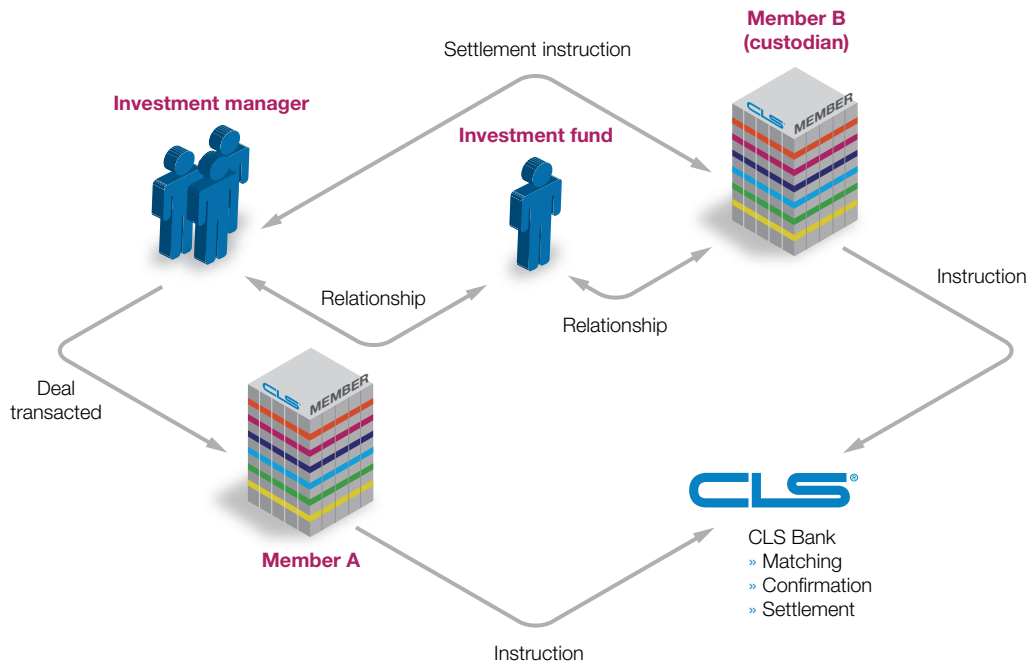 Member B
(custodian)
Settlement instruction
Investment manager
CLS MEMBER
Investment fund
Instruction
Relationship
Relationship
Deal
transacted
CLS MEMBER
CLS®
Member A
CLS Bank
» Matching
» Confirmation
» Settlement
Instruction